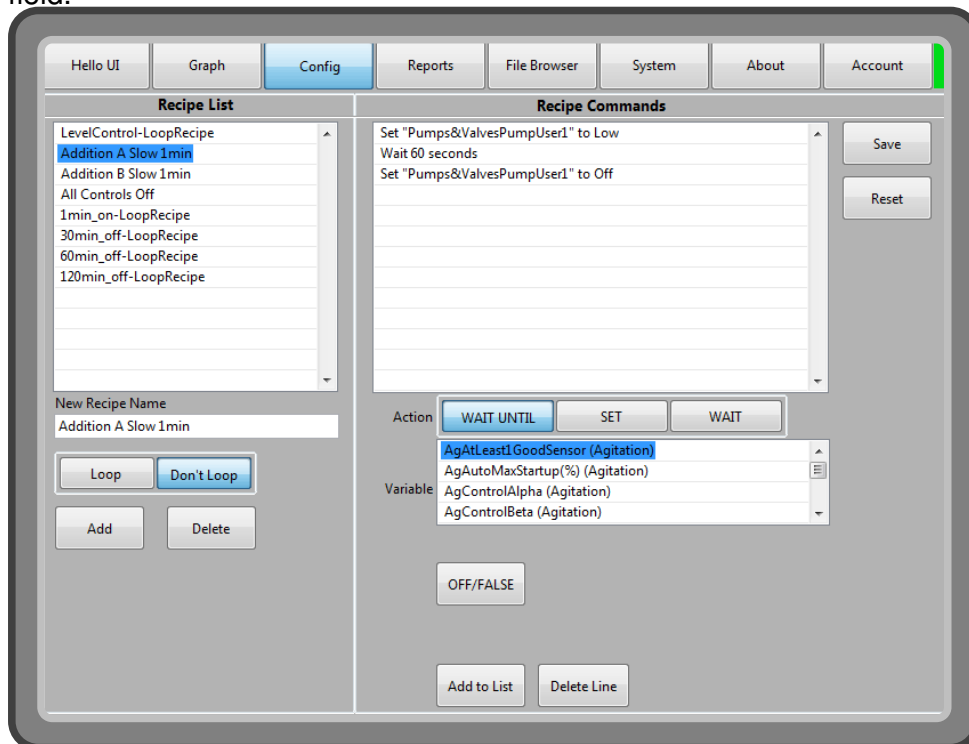 field.
Hello UI
Graph
Config
Reports
File Browser
System
About
Account
Recipe List
Recipe Commands
LevelControl-LoopRecipe
Addition A Slow 1min
Addition B Slow 1min
All Controls Off
1min_on-LoopRecipe
30min_off-LoopRecipe
60min_off-LoopRecipe
120min_off-LoopRecipe
Set "Pumps&ValvesPumpUser1" to Low
Wait 60 seconds
Set "Pumps&ValvesPumpUser1" to Off
Save
Reset
New Recipe Name
Addition A Slow 1min
Loop
Don't Loop
Add
Delete
Action
WAIT UNTIL
SET
WAIT
Variable
AgAtLeast1GoodSensor (Agitation)
AgAutoMaxStartup(%) (Agitation)
AgControlAlpha (Agitation)
AgControlBeta (Agitation)
OFF/FALSE
Add to List
Delete Line